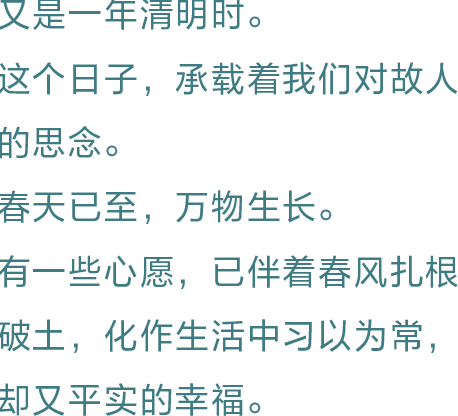 又是一年清明时。
这个日子，承载着我们对故人
的思念。
春天已至，万物生长。
有一些心愿，已伴着春风扎根
破土，化作生活中习以为常，
却又平实的幸福。